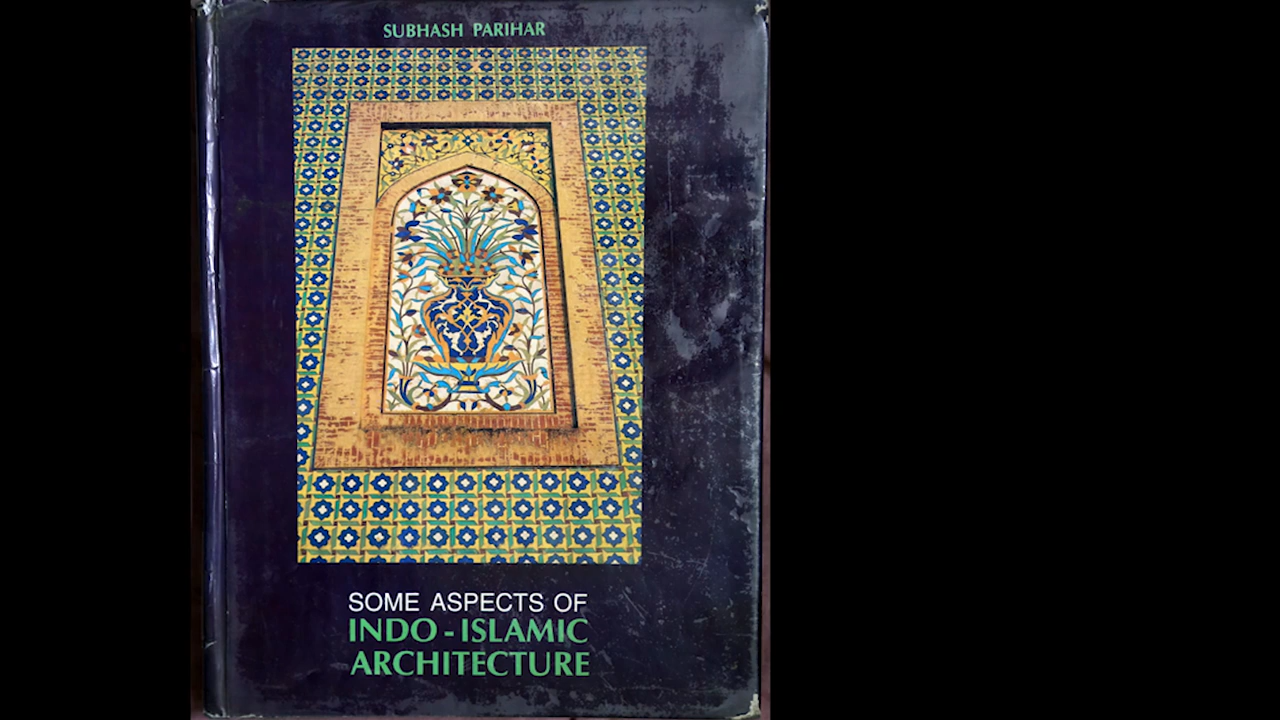 SUBHASH PARIHAR
SOME ASPECTS OF
INDO - ISLAMIC
ARCHITECTURE